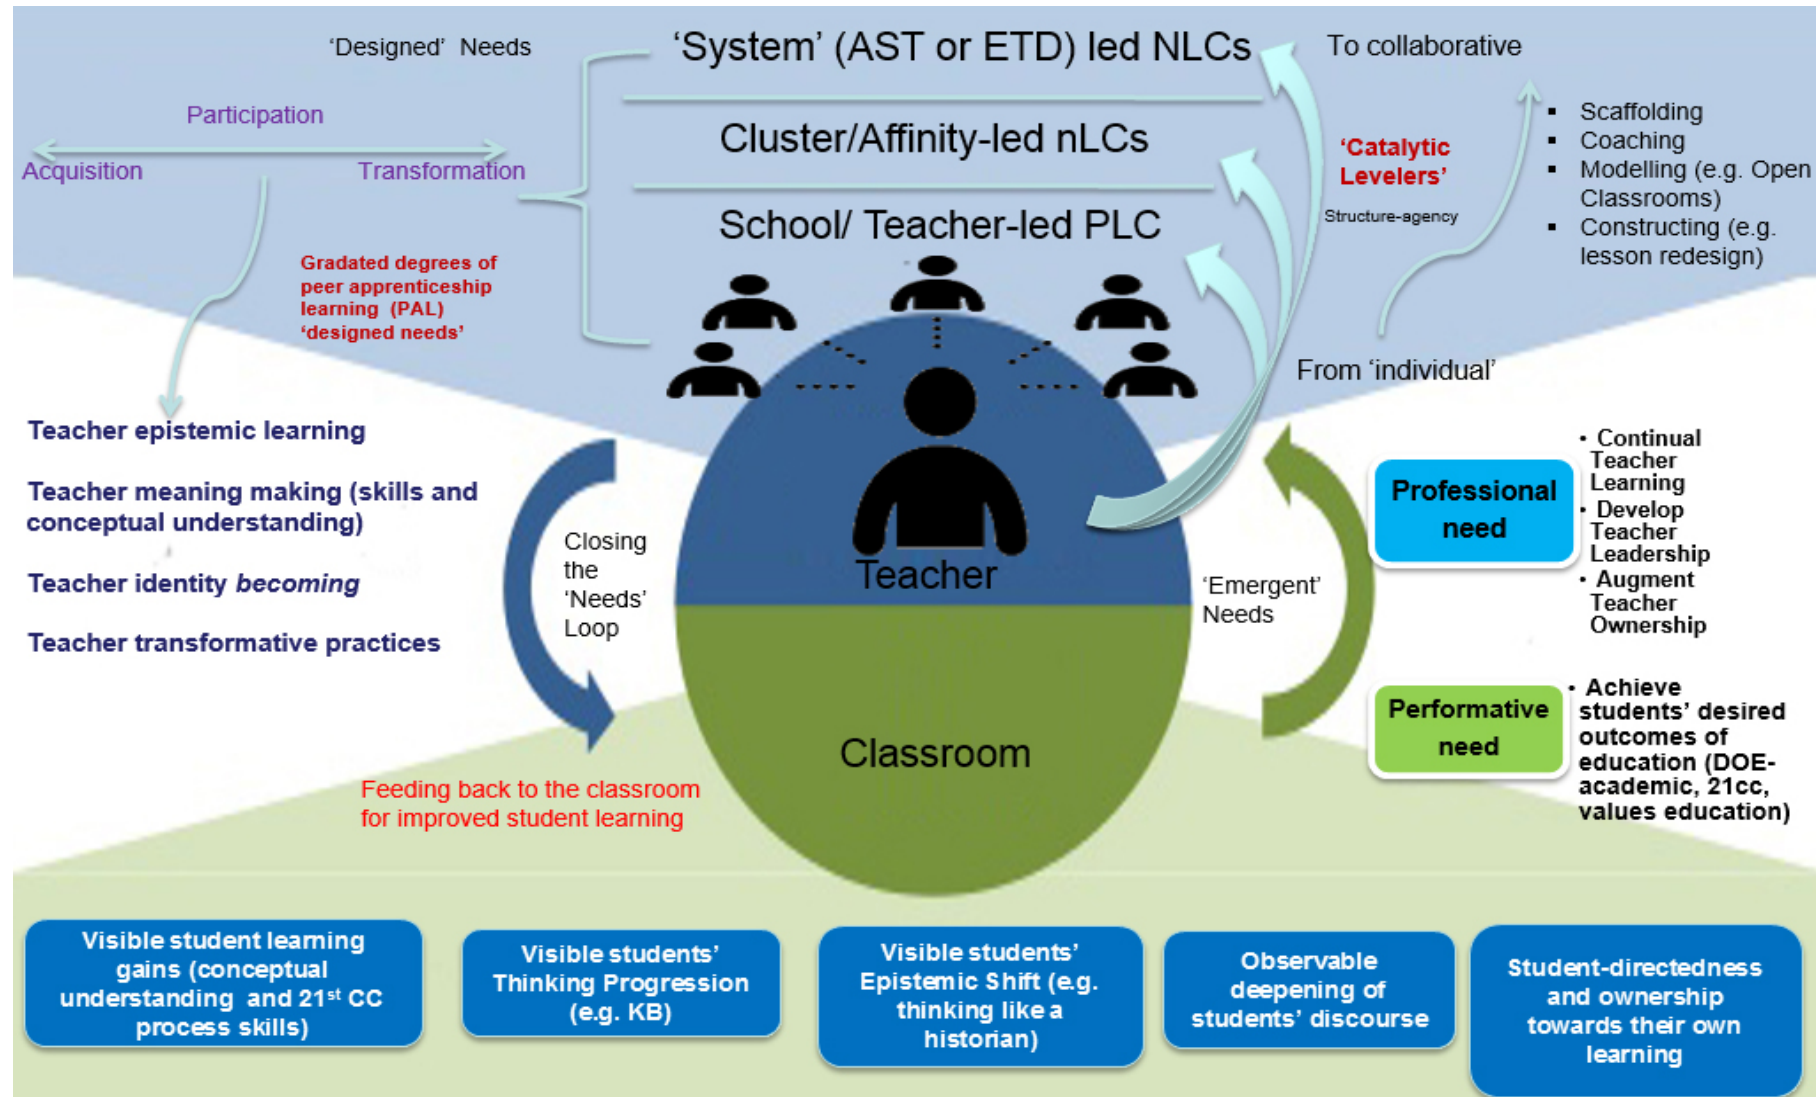 ‘Designed’ Needs
‘System’ (AST or ETD) led NLCs
To collaborative
Participation
Acquisition
Transformation
Cluster/Affinity-led nLCs
School/ Teacher-led PLC
‘Catalytic
Levelers’
Structure-agency
▪ Scaffolding
▪ Coaching
▪ Modelling (e.g. Open
Classrooms)
▪ Constructing (e.g.
lesson redesign)
Gradated degrees of
peer apprenticeship
learning (PAL)
‘designed needs’
From ‘individual’
Teacher epistemic learning
Teacher meaning making (skills and
conceptual understanding)
Teacher identity becoming
Teacher transformative practices
Closing
the
‘Needs’
Loop
Teacher
Classroom
‘Emergent’
Needs
Professional
need
• Continual
Teacher
Learning
• Develop
Teacher
Leadership
• Augment
Teacher
Ownership
Performative
need
• Achieve
students’ desired
outcomes of
education (DOE-
academic, 21cc,
values education)
Feeding back to the classroom
for improved student learning
Visible student learning
gains (conceptual
understanding and 21st CC
process skills)
Visible students’
Thinking Progression
(e.g. KB)
Visible students’
Epistemic Shift (e.g.
thinking like a
historian)
Observable
deepening of
students’ discourse
Student-directedness
and ownership
towards their own
learning